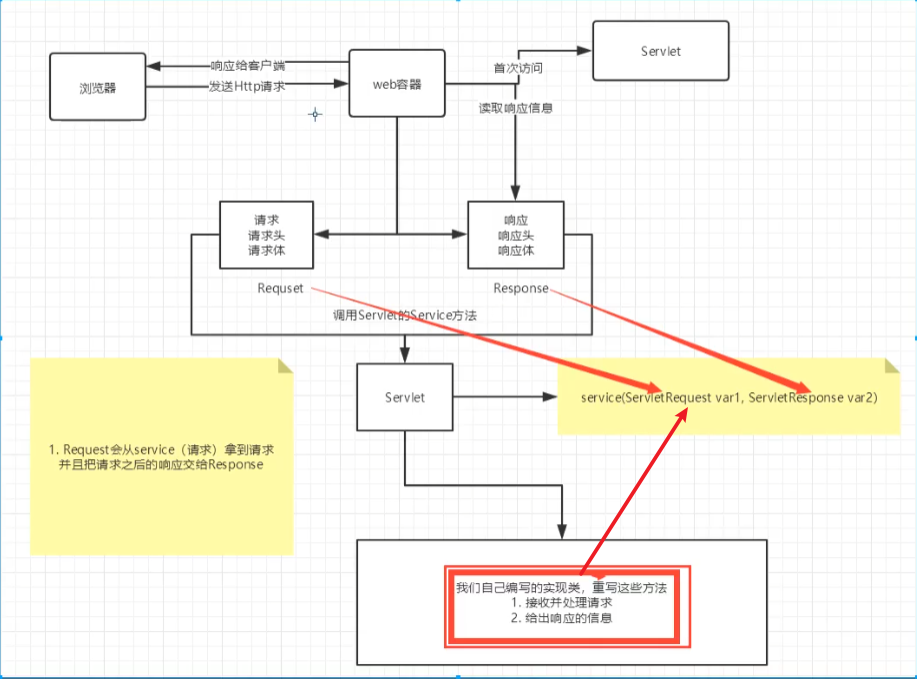 Servlet
浏览器
响应给客户端
发送Http请求
web容器
首次访问
读取响应信息
请求
请求头
请求体
响应
响应头
响应体
Requset
Response
调用Servlet的Service方法
Servlet
service(ServletRequest var1, ServletResponse var2)
1. Request会从service（请求）拿到请求
并且把请求之后的响应交给Response
我们自己编写的实现类，重写这些方法
1. 接收并处理请求
2. 给出响应的信息